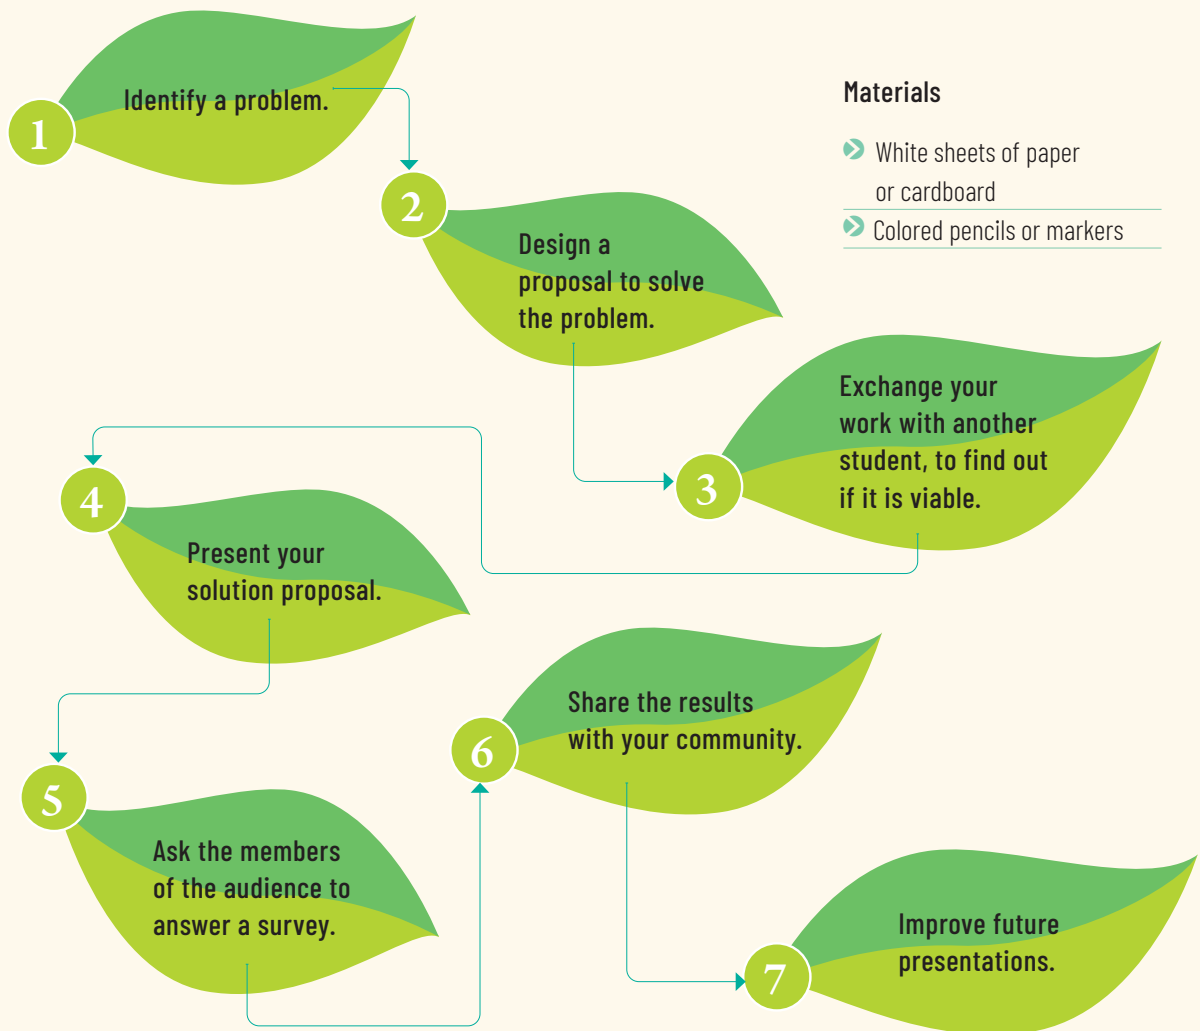 1
Identify a problem.
Materials
White sheets of paper
or cardboard
Colored pencils or markers
2
Design a
proposal to solve
the problem.
3
Exchange your
work with another
student, to find out
if it is viable.
4
Present your
solution proposal.
5
Ask the members
of the audience to
answer a survey.
6
Share the results
with your community.
7
Improve future
presentations.